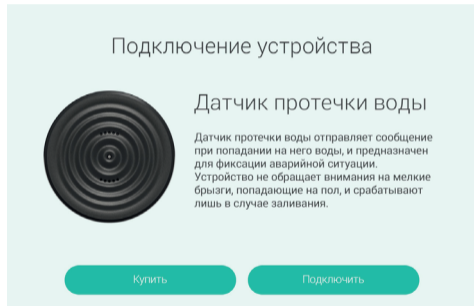 Подключение устройства
Датчик протечки воды
Датчик протечки воды отправляет сообщение
при попадании на него воды, и предназначен
для фиксации аварийной ситуации.
Устройство не обращает внимания на мелкие
брызги, попадающие на пол, и срабатывают
лишь в случае заливания.
Купить
Подключить